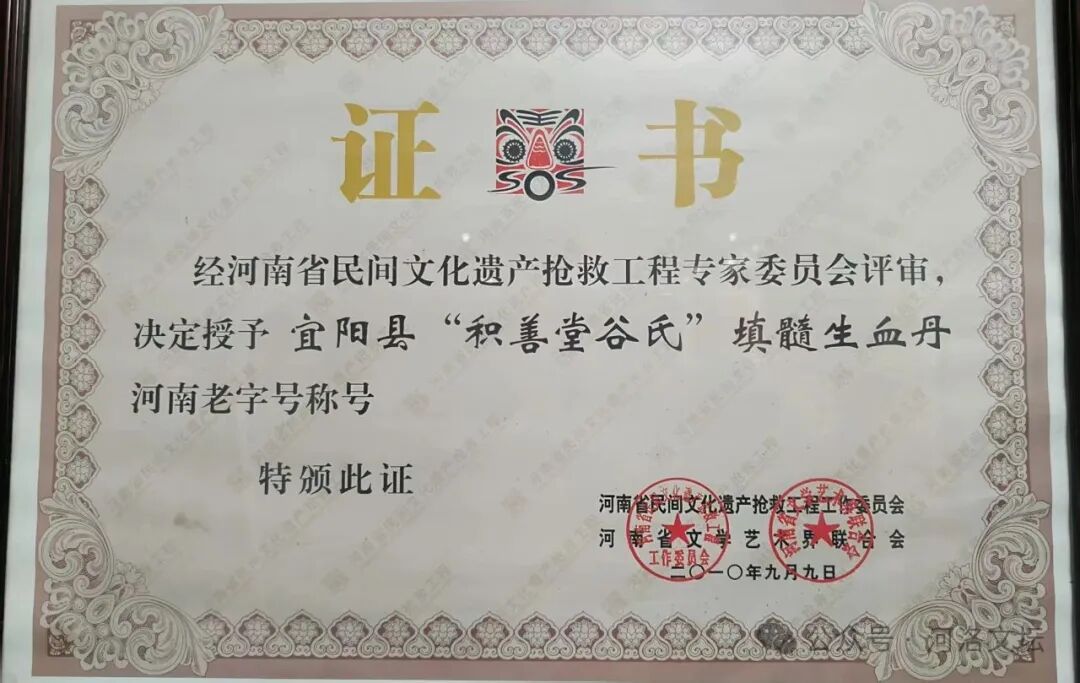 证 SOS 书
经河南省民间文化遗产抢救工程专家委员会评审，
决定授予 宜阳县“积善堂谷氏”填髓生血丹
河南老字号称号
特颁此证
河南省民间文化遗产抢救工程工作委员会
河南省文学艺术界联合会
二〇一〇年九月九日
工作委员会
公众号·河洛文坛